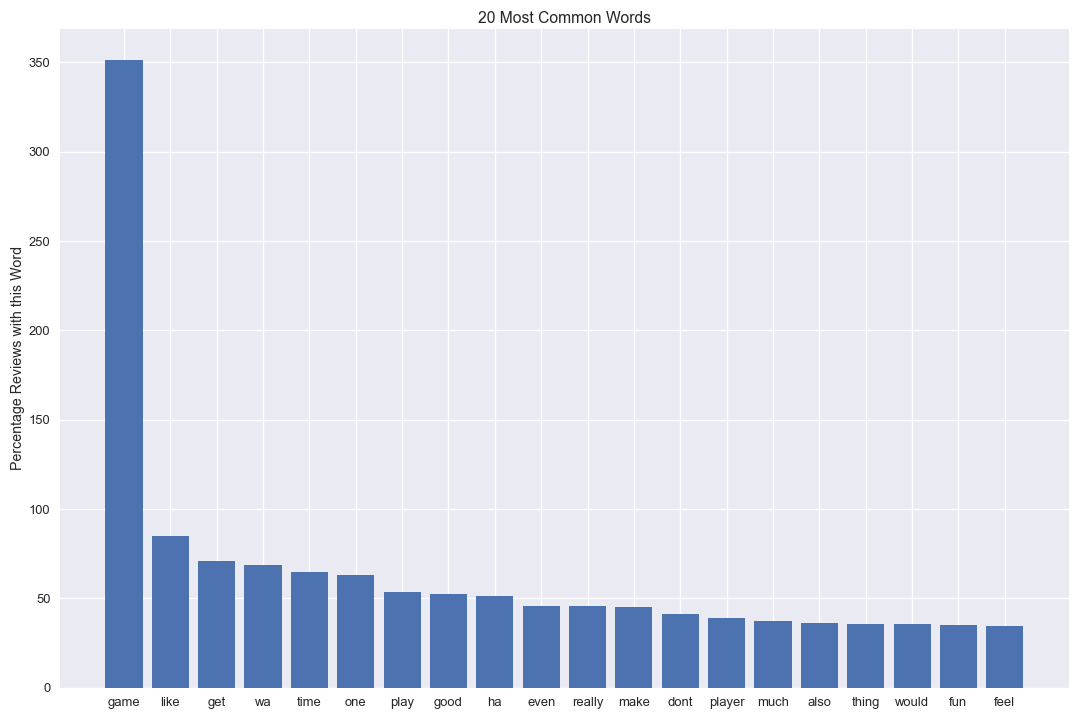 20 Most Common Words
Percentage Reviews with this Word
350
300
250
200
150
100
50
0
game like get wa time one play good ha even really make dont player much also thing would fun feel